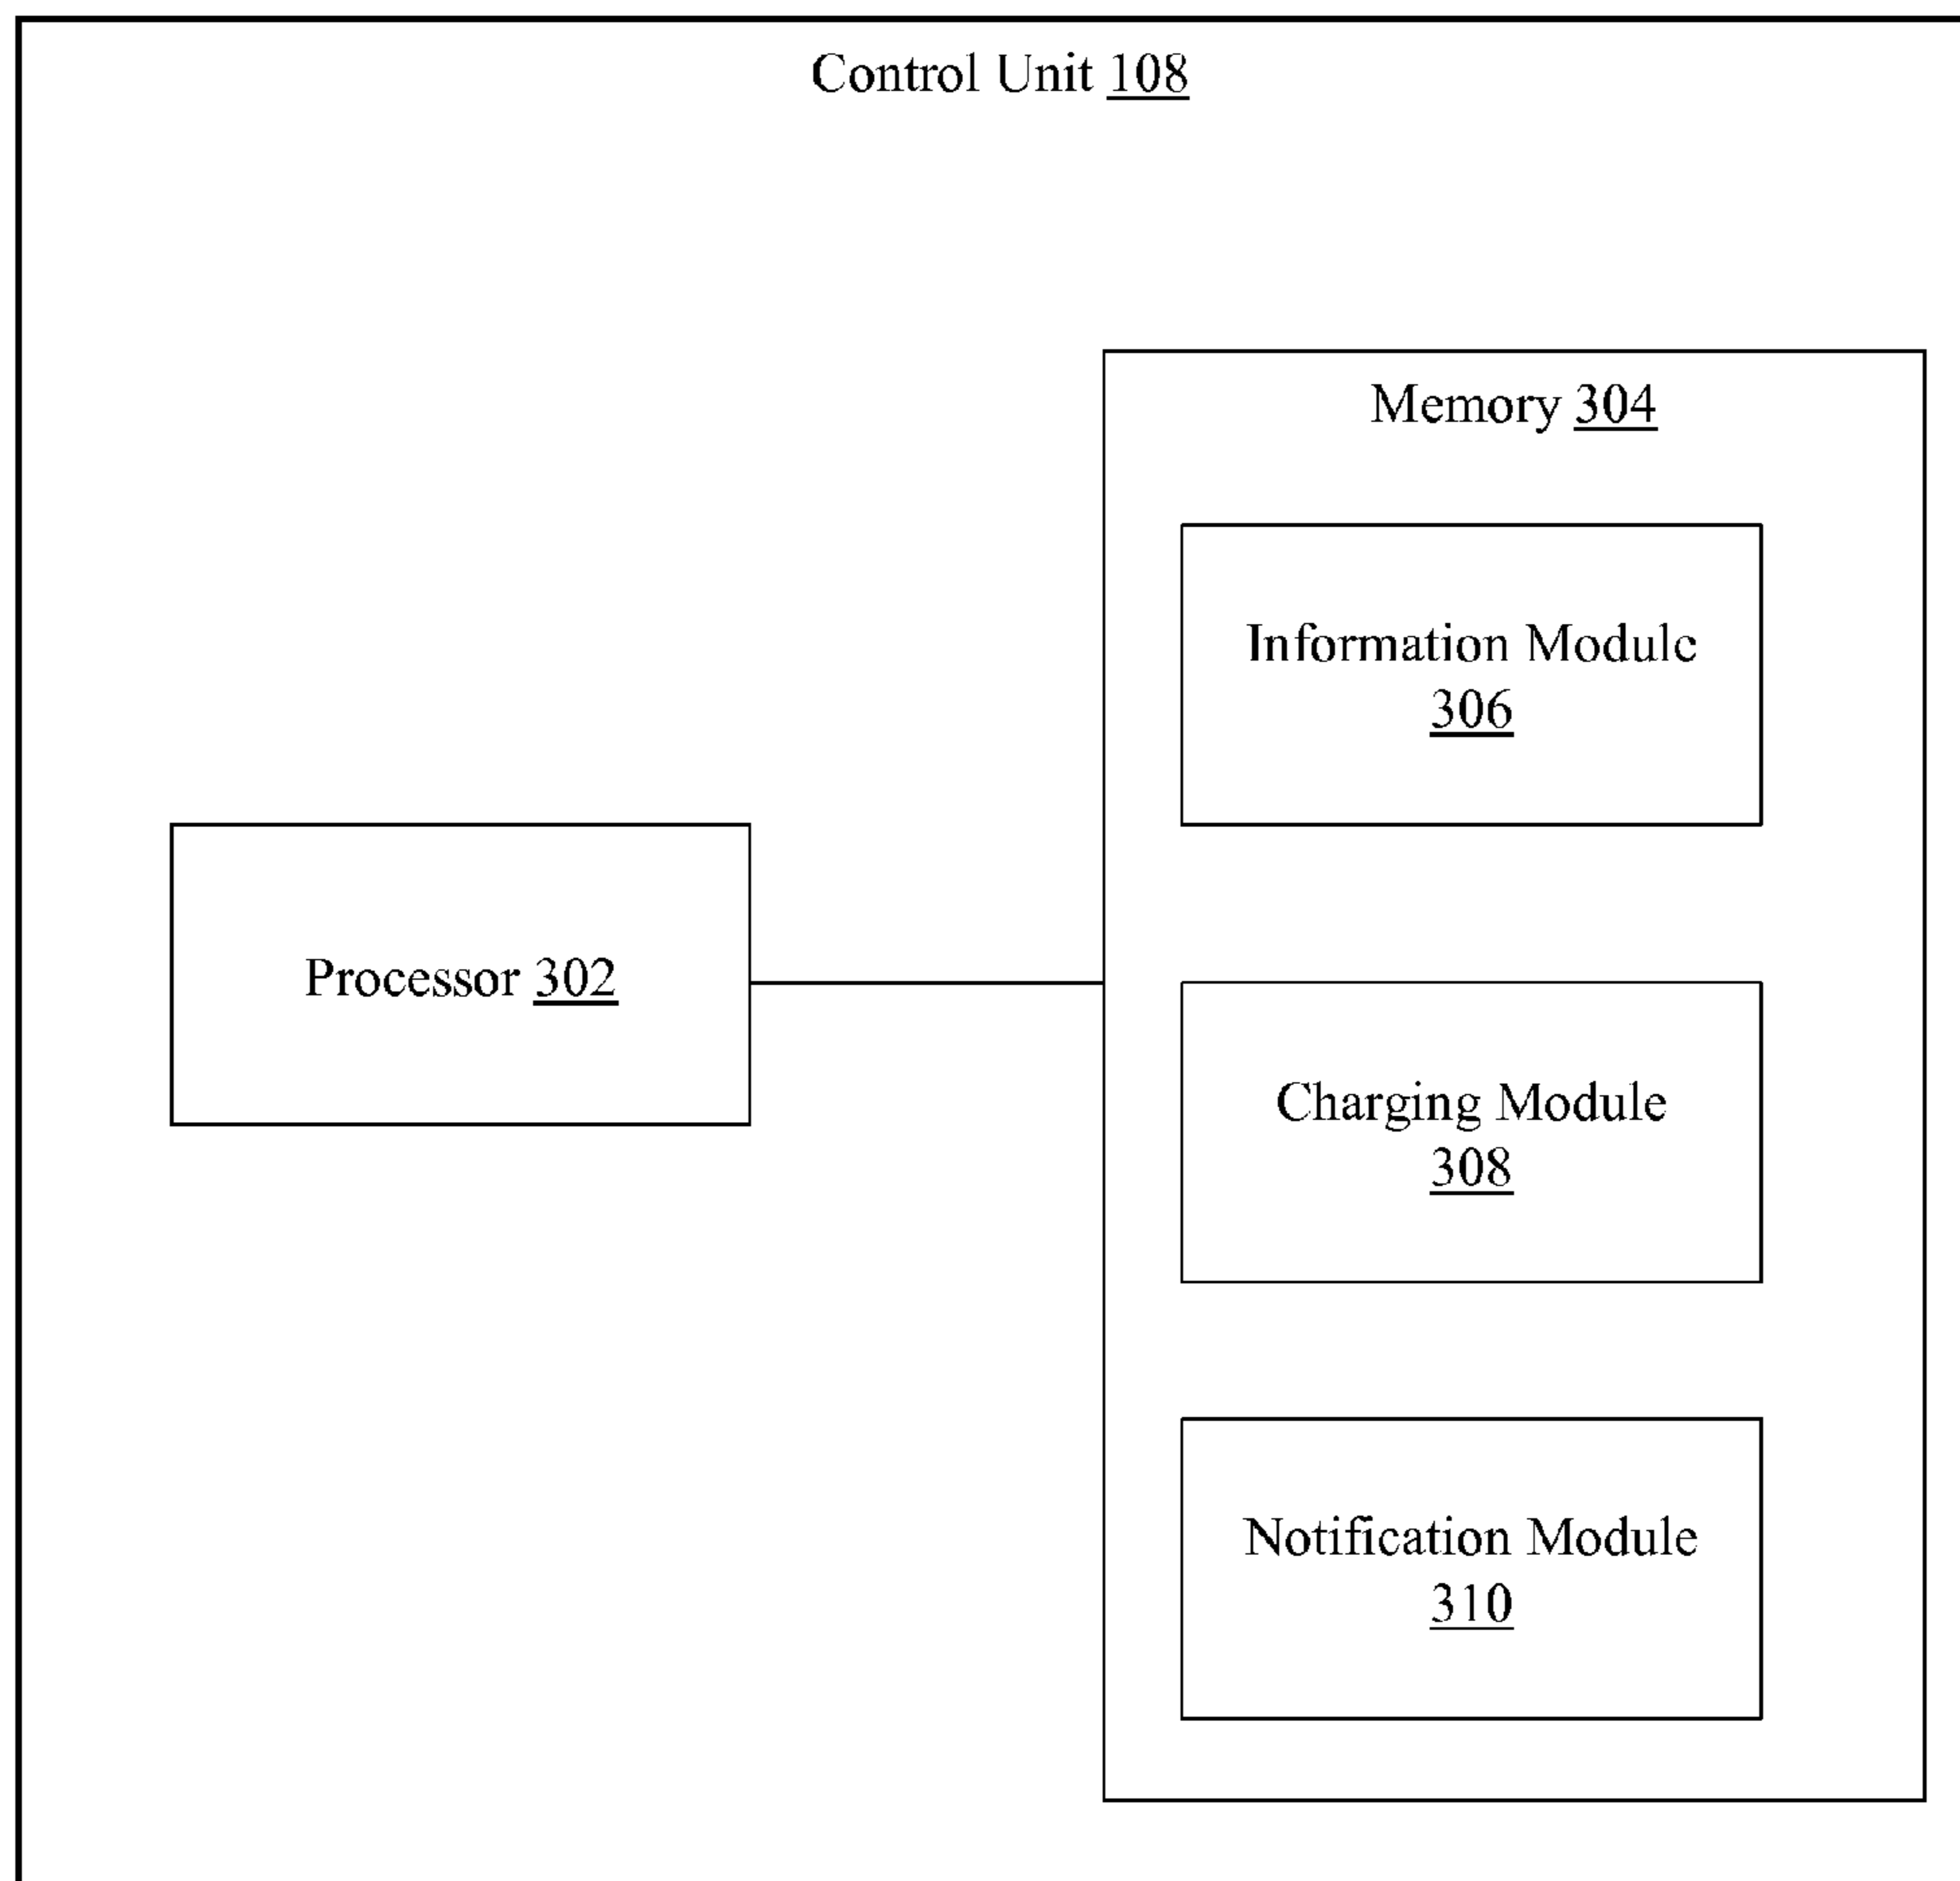 Control Unit 108
Memory 304
Information Module
306
Processor 302
Charging Module
308
Notification Module
310